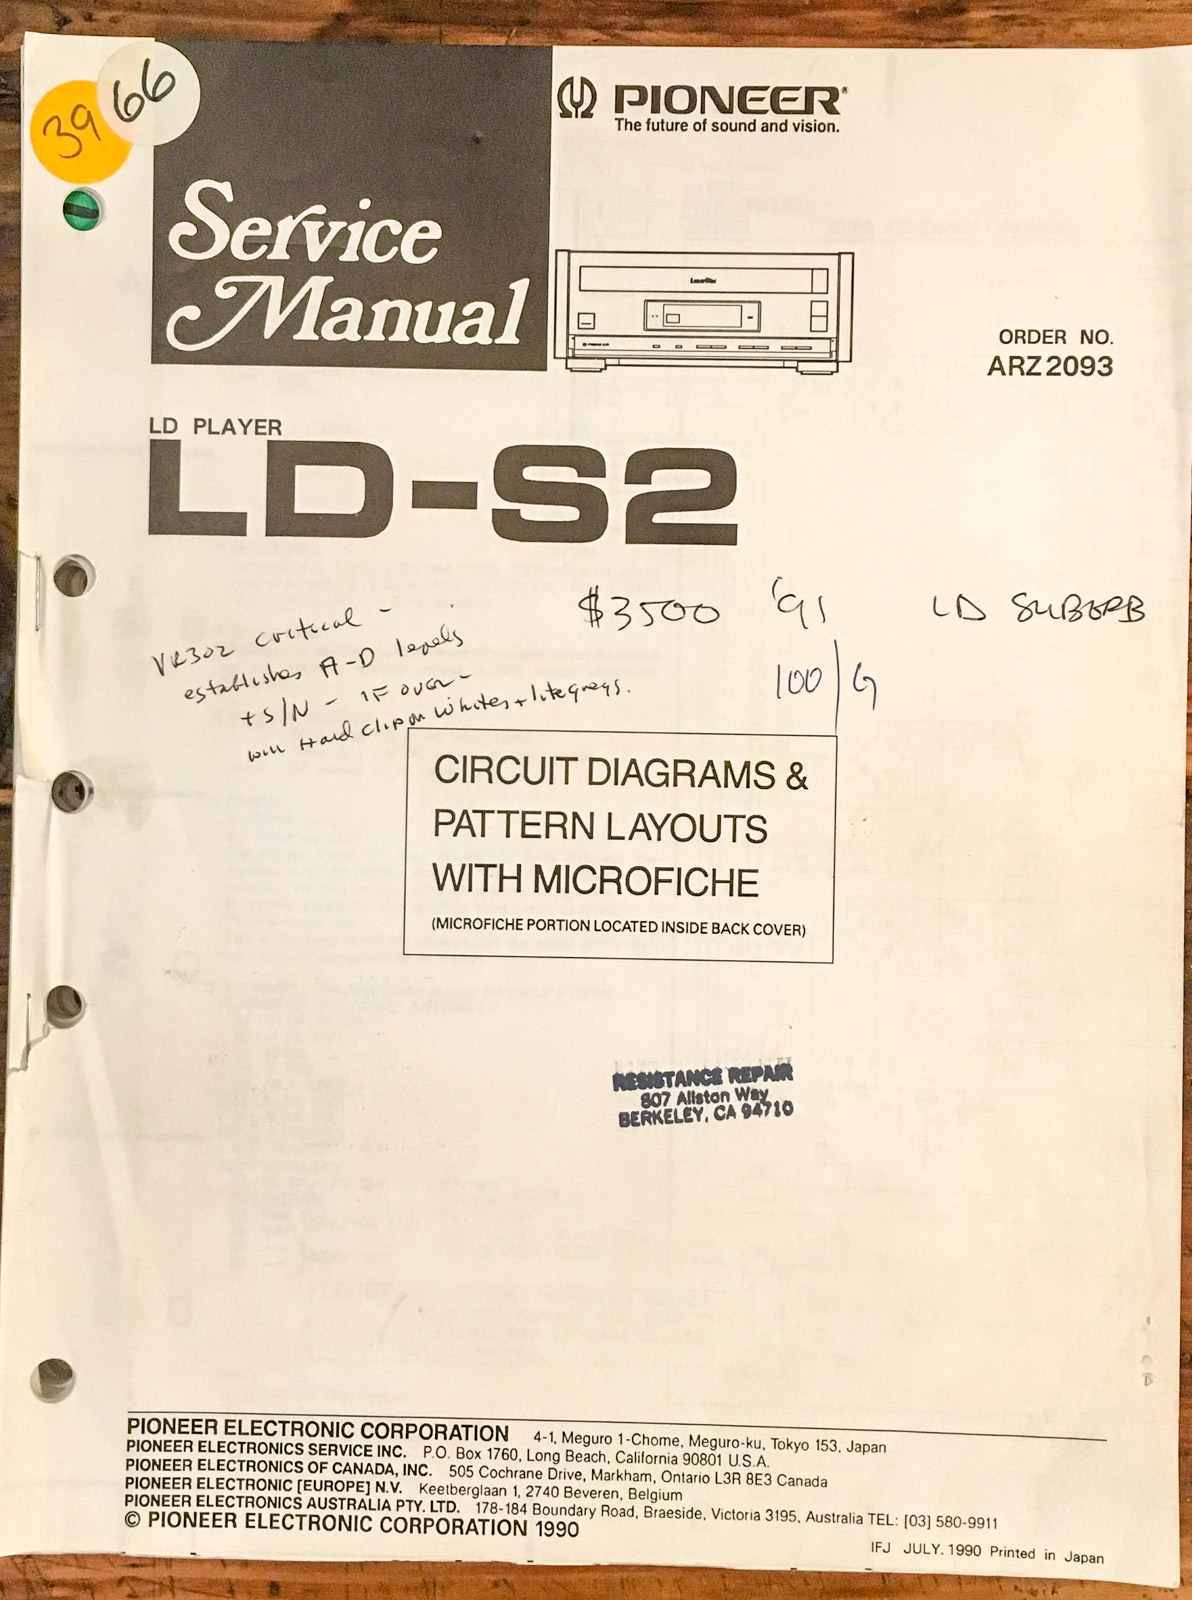 39
66
PIONEER®
The future of sound and vision.
Service
Manual
LaserDisc
PIONEER
ORDER NO.
ARZ2093
LD PLAYER
LD-S2
$3500 '91 LD SUBERB
100/G
VR302 critical -
establishes A-D levels
+ S/N - IF over -
will Hard clip on whites + lite greys.
CIRCUIT DIAGRAMS &
PATTERN LAYOUTS
WITH MICROFICHE
(MICROFICHE PORTION LOCATED INSIDE BACK COVER)
RESISTANCE REPAIR
807 Allston Way
BERKELEY, CA 94710
PIONEER ELECTRONIC CORPORATION 4-1, Meguro 1-Chome, Meguro-ku, Tokyo 153, Japan
PIONEER ELECTRONICS SERVICE INC. P.O. Box 1760, Long Beach, California 90801 U.S.A.
PIONEER ELECTRONICS OF CANADA, INC. 505 Cochrane Drive, Markham, Ontario L3R 8E3 Canada
PIONEER ELECTRONIC [EUROPE] N.V. Keetberglaan 1, 2740 Beveren, Belgium
PIONEER ELECTRONICS AUSTRALIA PTY. LTD. 178-184 Boundary Road, Braeside, Victoria 3195, Australia TEL: [03] 580-9911
© PIONEER ELECTRONIC CORPORATION 1990
IFJ JULY. 1990 Printed in Japan